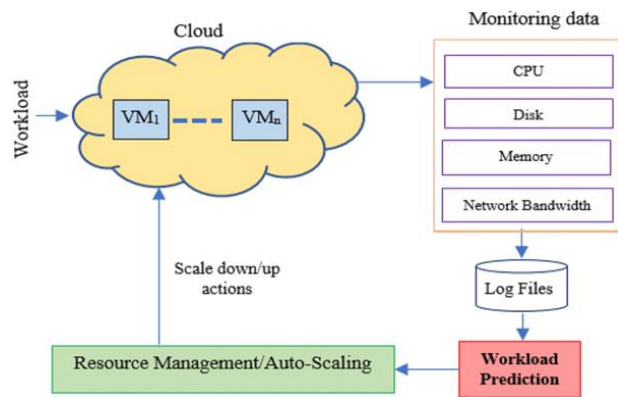 Monitoring data
Cloud
CPU
Workload
VM1
VMn
Disk
Memory
Network Bandwidth
Scale down/up
actions
Log Files
Resource Management/Auto-Scaling
Workload
Prediction